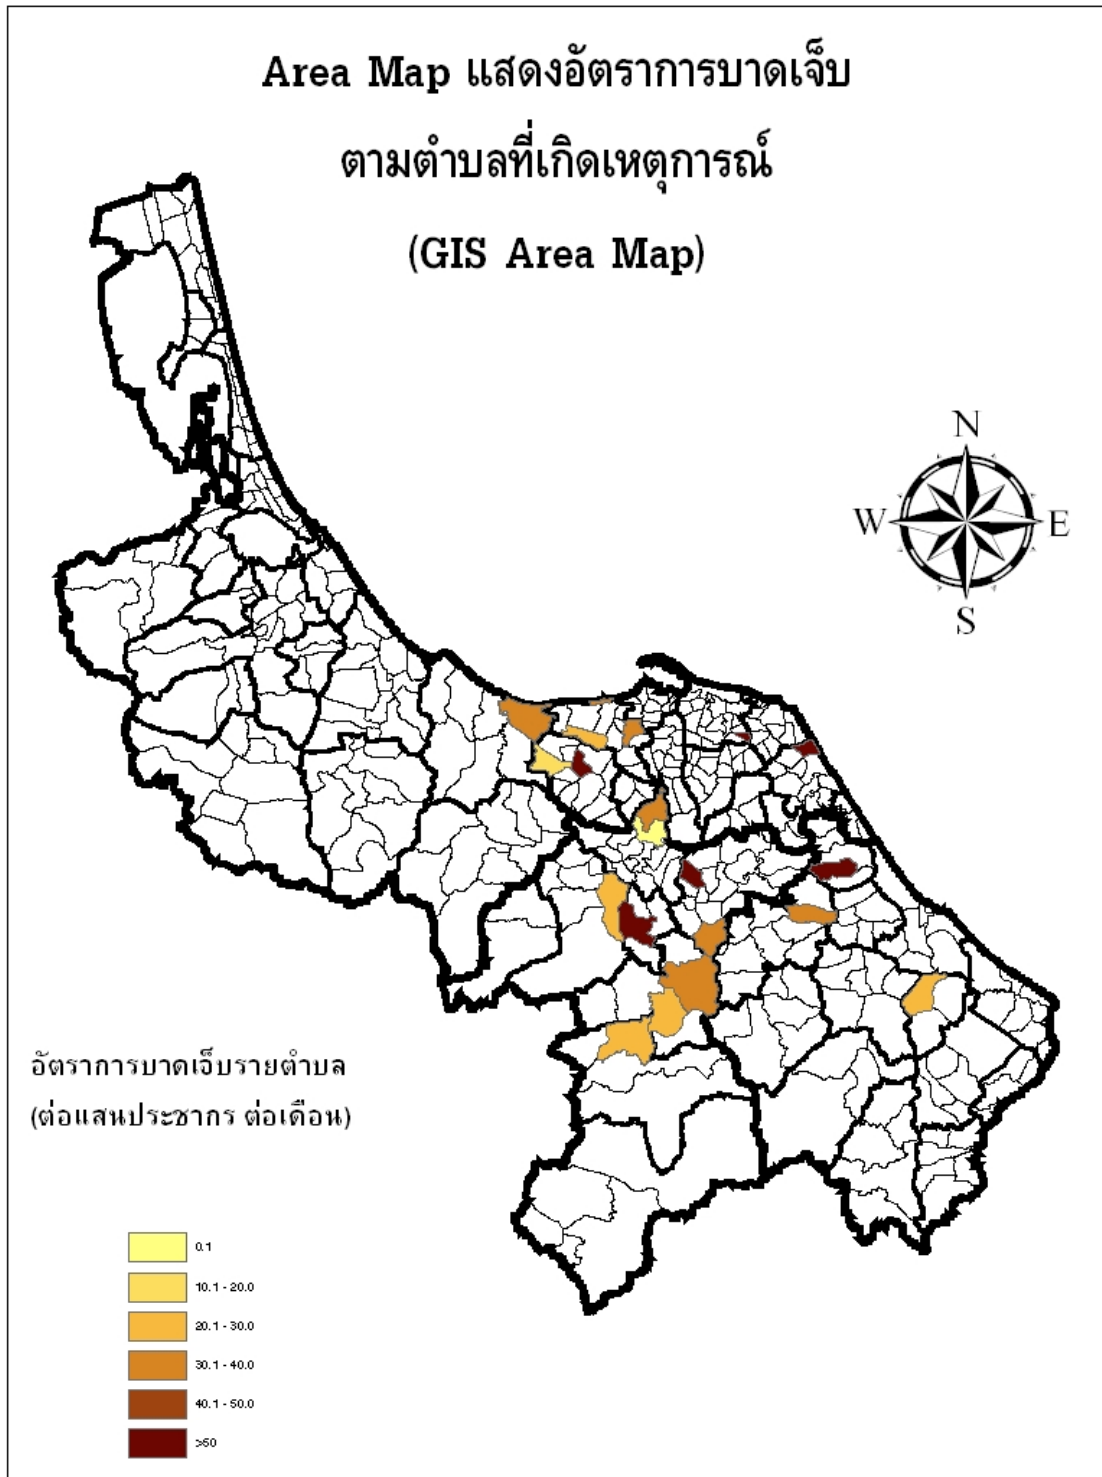 Area Map แสดงอัตราการบาดเจ็บ
ตามตำบลที่เกิดเหตุการณ์
(GIS Area Map)
N
W E
S
อัตราการบาดเจ็บรายตำบล
(ต่อแสนประชากร ต่อเดือน)
0.1
10.1 - 20.0
20.1 - 30.0
30.1 - 40.0
40.1 - 50.0
>50